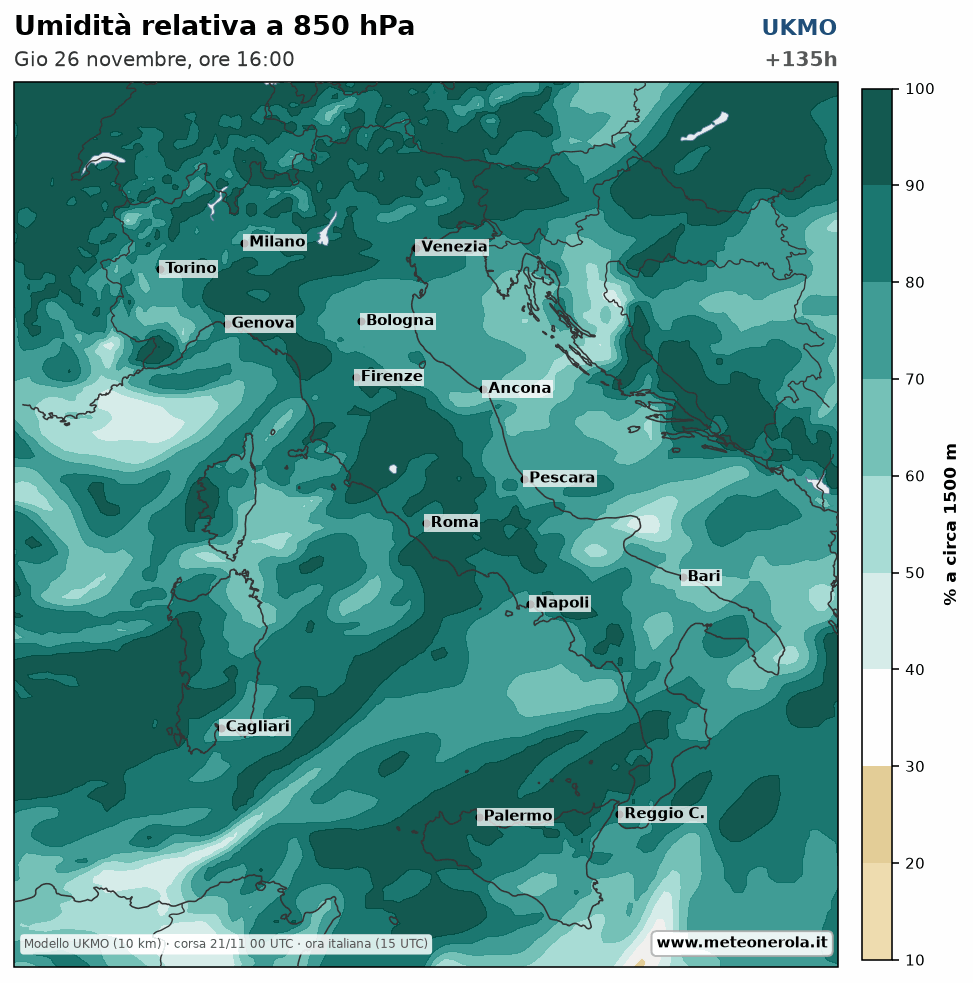 Umidità relativa a 850 hPa
UKMO
Gio 26 novembre, ore 16:00
+135h
Milano
Venezia
Torino
Genova
Bologna
Firenze
Ancona
Pescara
Roma
Bari
Napoli
Cagliari
Palermo
Reggio C.
Modello UKMO (10 km) · corsa 21/11 00 UTC · ora italiana (15 UTC)
www.meteonerola.it
100
90
80
70
60
50
40
30
20
10
% a circa 1500 m